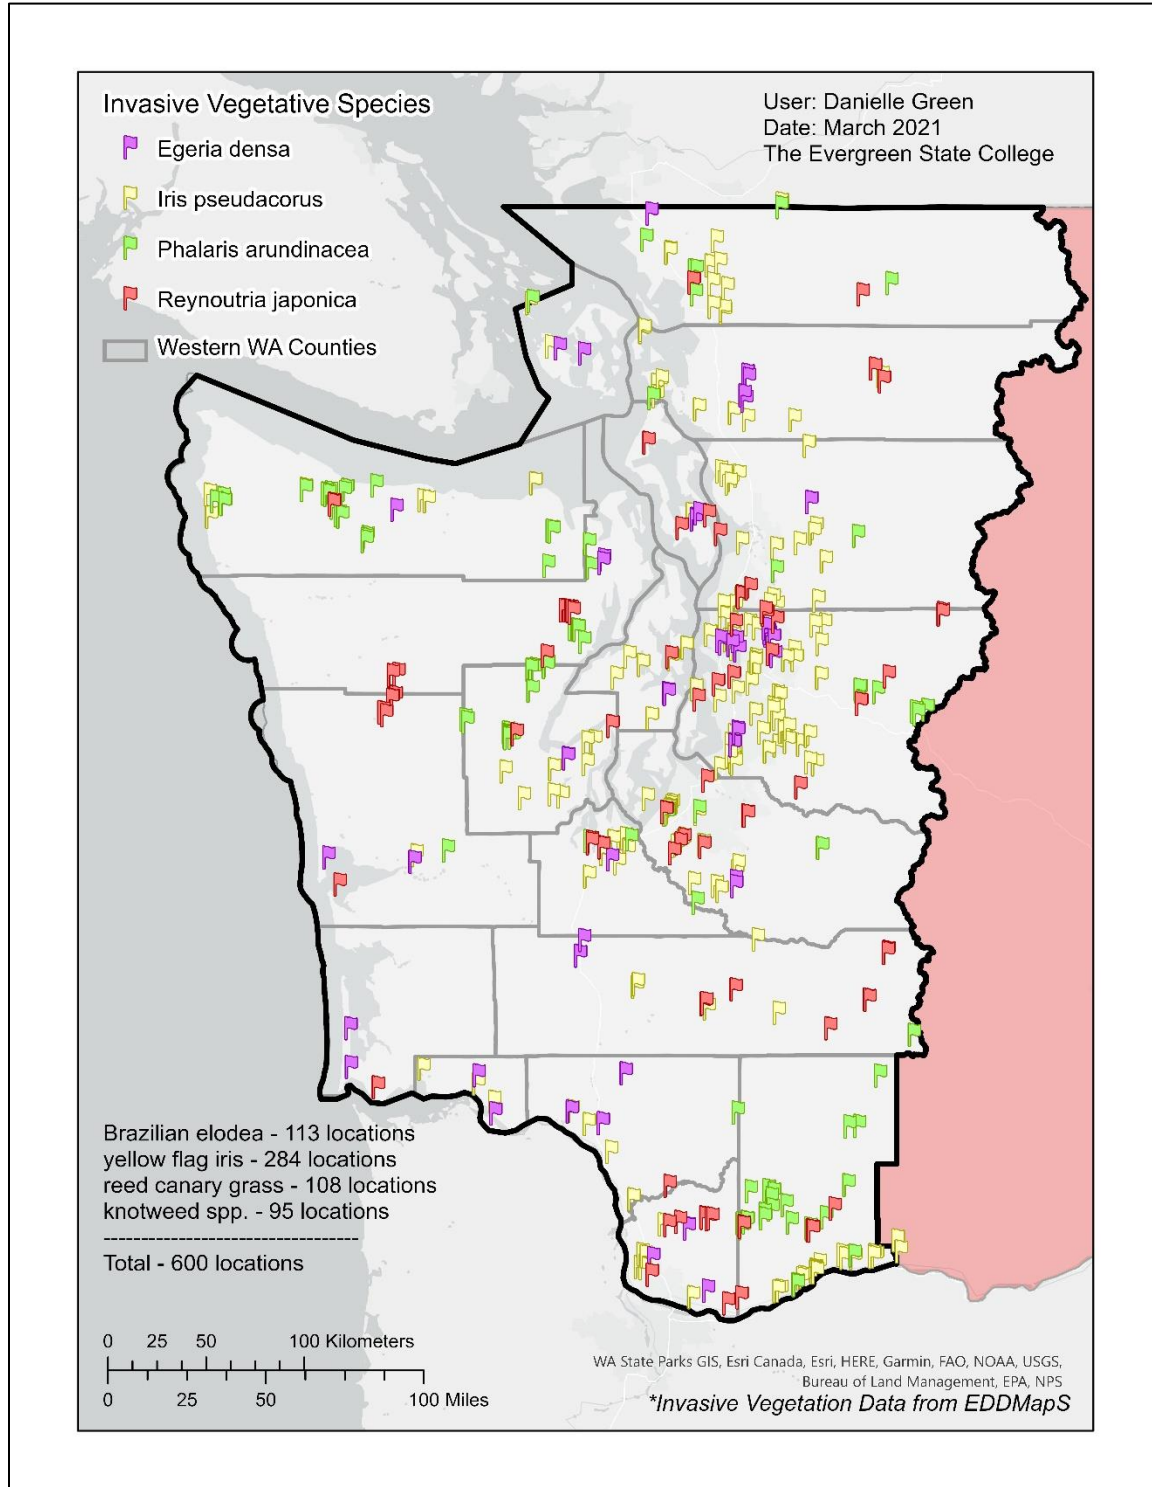 Invasive Vegetative Species
Egeria densa
Iris pseudacorus
Phalaris arundinacea
Reynoutria japonica
Western WA Counties
User: Danielle Green
Date: March 2021
The Evergreen State College
Brazilian elodea - 113 locations
yellow flag iris - 284 locations
reed canary grass - 108 locations
knotweed spp. - 95 locations
----------------------------------
Total - 600 locations
0 25 50 100 Kilometers
0 50 100 Miles
WA State Parks GIS, Esri Canada, Esri, HERE, Garmin, FAO, NOAA, USGS,
Bureau of Land Management, EPA, NPS
*Invasive Vegetation Data from EDDMapS